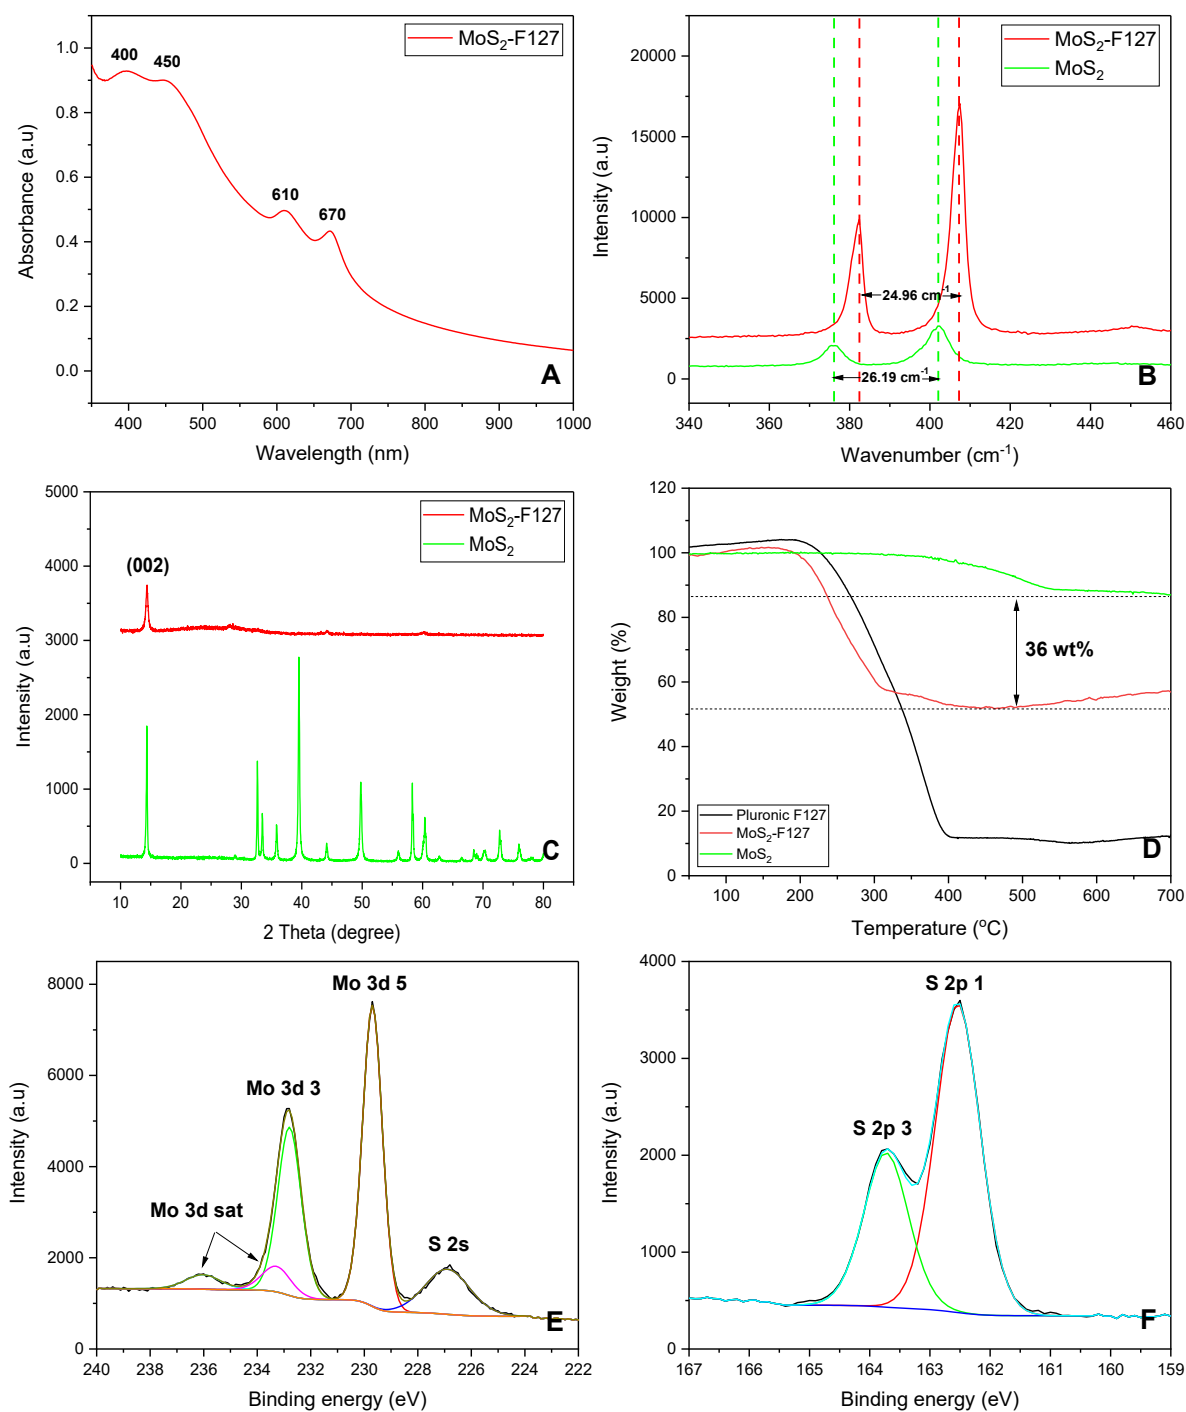 MoS₂-F127
400
450
610
670
1.0
0.8
0.6
0.4
0.2
0.0
Absorbance (a.u)
A
400 500 600 700 800 900 1000
Wavelength (nm)
MoS₂-F127
MoS₂
20000
15000
10000
5000
0
Intensity (a.u)
24.96 cm⁻¹
26.19 cm⁻¹
B
340 360 380 400 420 440 460
Wavenumber (cm⁻¹)
MoS₂-F127
MoS₂
(002)
5000
4000
3000
2000
1000
0
Intensity (a.u)
C
10 20 30 40 50 60 70 80
2 Theta (degree)
120
100
80
60
40
20
0
Weight (%)
36 wt%
Pluronic F127
MoS₂-F127
MoS₂
D
100 200 300 400 500 600 700
Temperature (°C)
Mo 3d 5
Mo 3d 3
Mo 3d sat
S 2s
8000
6000
4000
2000
0
Intensity (a.u)
E
240 238 236 234 232 230 228 226 224 222
Binding energy (eV)
S 2p 1
S 2p 3
4000
3000
2000
1000
0
Intensity (a.u)
F
167 166 165 164 163 162 161 160 159
Binding energy (eV)